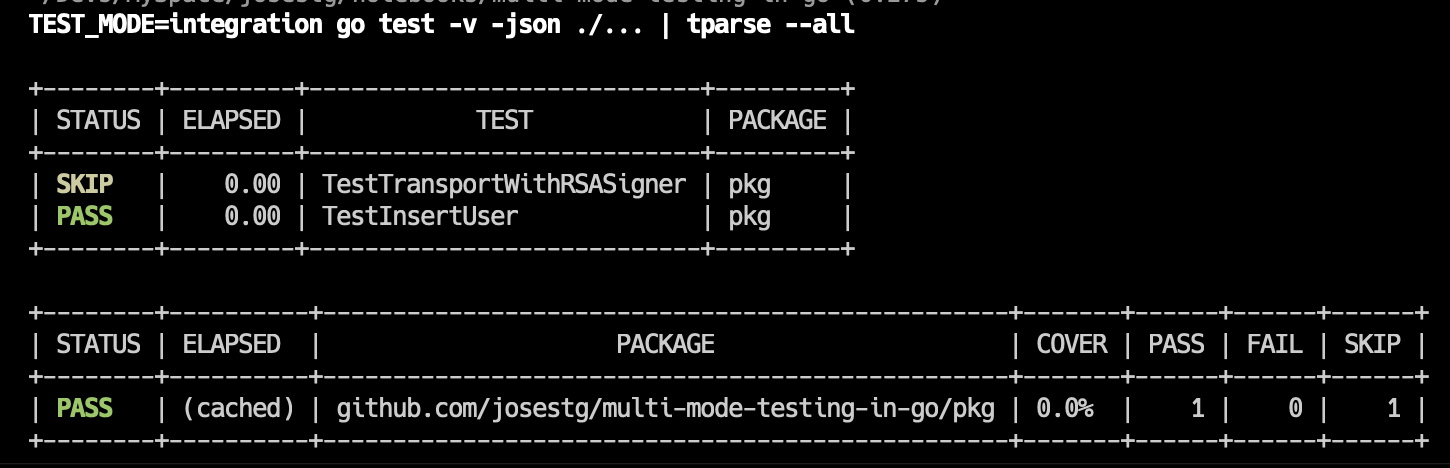 TEST_MODE=integration go test -v -json ./... | tparse --all
+--------+---------+----------------------------+---------+
| STATUS | ELAPSED |            TEST            | PACKAGE |
+--------+---------+----------------------------+---------+
| SKIP   |    0.00 | TestTransportWithRSASigner | pkg     |
| PASS   |    0.00 | TestInsertUser             | pkg     |
+--------+---------+----------------------------+---------+
+--------+----------+--------------------------------------------------+-------+------+------+------+
| STATUS | ELAPSED  |                     PACKAGE                      | COVER | PASS | FAIL | SKIP |
+--------+----------+--------------------------------------------------+-------+------+------+------+
| PASS   | (cached) | github.com/josestg/multi-mode-testing-in-go/pkg | 0.0%  |    1 |    0 |    1 |
+--------+----------+--------------------------------------------------+-------+------+------+------+